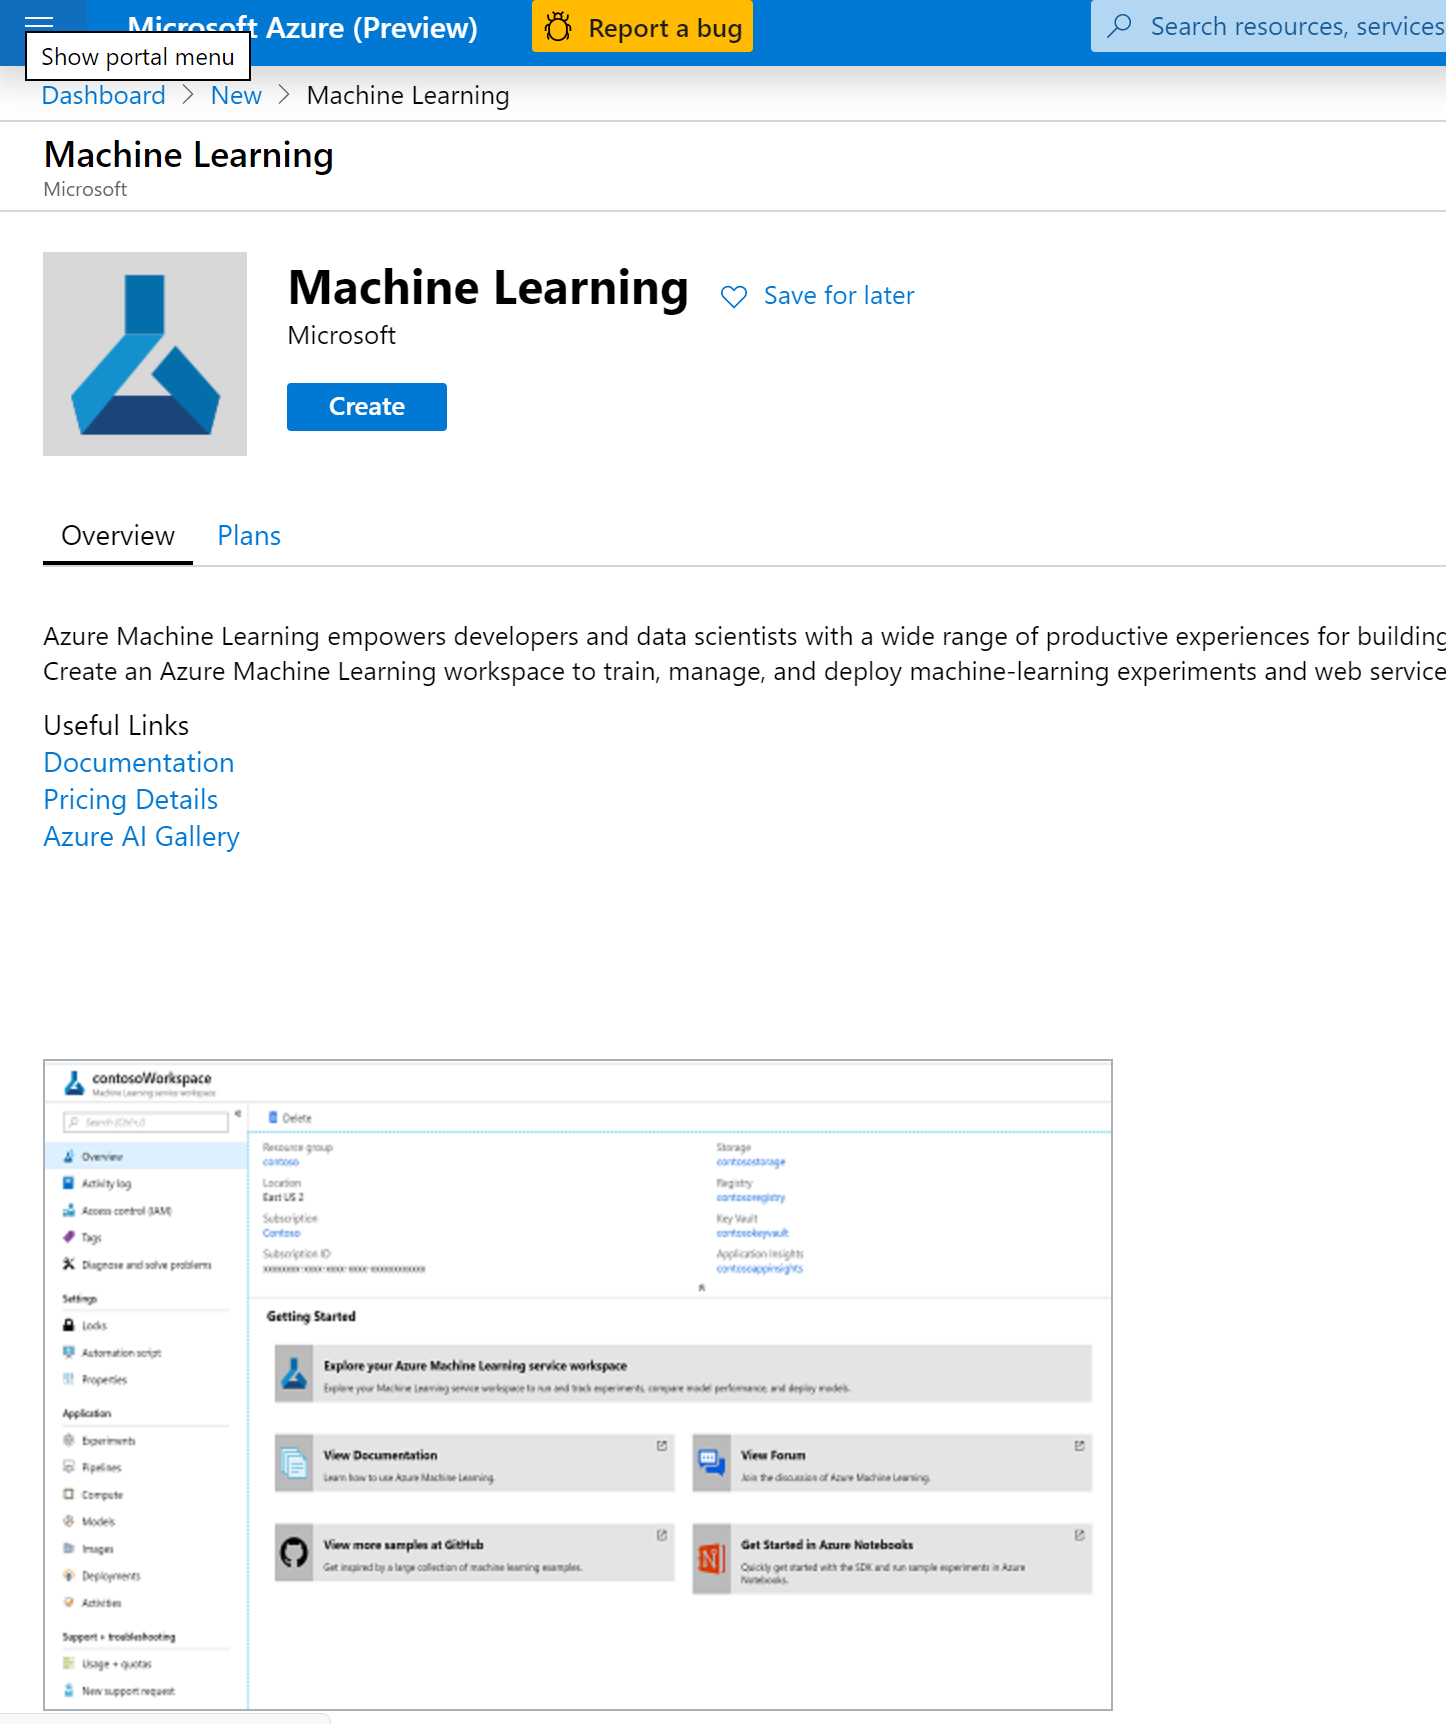 Microsoft Azure (Preview)
Report a bug
Search resources, services
Show portal menu
Dashboard > New > Machine Learning
Machine Learning
Microsoft
Machine Learning
Save for later
Microsoft
Create
Overview
Plans
Azure Machine Learning empowers developers and data scientists with a wide range of productive experiences for building
Create an Azure Machine Learning workspace to train, manage, and deploy machine-learning experiments and web service
Useful Links
Documentation
Pricing Details
Azure AI Gallery
contosoWorkspace
Machine Learning service workspace
Search (Ctrl+/)
Delete
Overview
Activity log
Access control (IAM)
Tags
Diagnose and solve problems
Settings
Locks
Automation script
Properties
Application
Experiments
Pipelines
Compute
Models
Images
Deployments
Activities
Support + troubleshooting
Usage + quotas
New support request
Resource group
contoso
Location
East US 2
Subscription
Contoso
Subscription ID
xxxxxxxx-xxxx-xxxx-xxxx-xxxxxxxxxxxx
Storage
contosostorage
Registry
contosoregistry
Key Vault
contosokeyvault
Application Insights
contosoappinsights
Getting Started
Explore your Azure Machine Learning service workspace
Explore your Machine Learning service workspace to run and track experiments, compare model performance, and deploy models.
View Documentation
Learn how to use Azure Machine Learning.
View Forum
Join the discussion of Azure Machine Learning.
View more samples at GitHub
Get inspired by a large collection of machine learning examples.
Get Started in Azure Notebooks
Quickly get started with the SDK and run sample experiments in Azure
Notebooks.